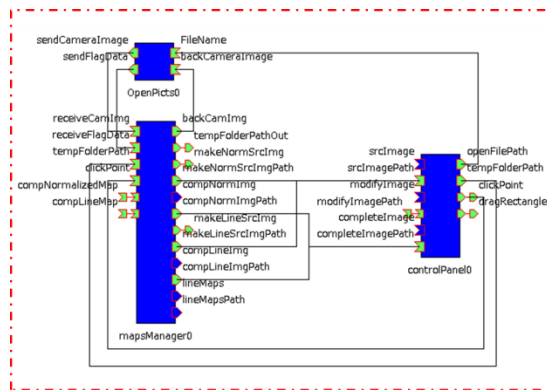 sendCameraImage
FileName
sendFlagData
backCameraImage
OpenPicts0
receiveCamImg
backCamImg
receiveFlagData
tempFolderPathOut
tempFolderPath
makeNormSrcImg
clickPoint
makeNormSrcImgPath
compNormalizedMap
compNormImg
compLineMap
compNormImgPath
makeLineSrcImg
makeLineSrcImgPath
compLineImg
compLineImgPath
lineMaps
lineMapsPath
mapsManager0
srcImage
openFilePath
srcImagePath
tempFolderPath
modifyImage
clickPoint
modifyImagePath
dragRectangle
completeImage
completeImagePath
controlPanel0